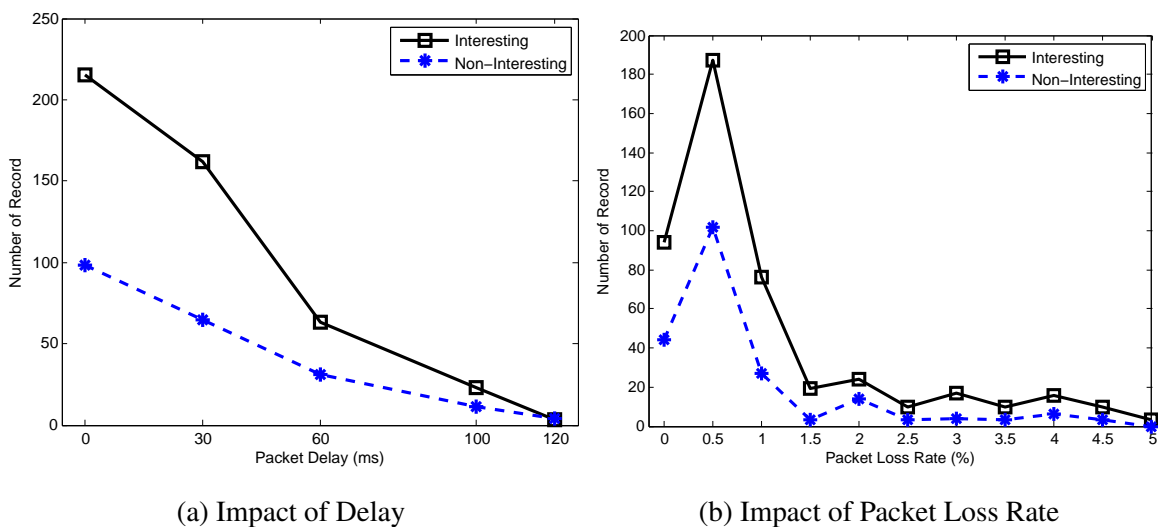 250
200
150
100
50
0
Number of Record
0 30 60 100 120
Packet Delay (ms)
Interesting
Non−Interesting
(a) Impact of Delay
200
180
160
140
120
100
80
60
40
20
0
Number of Record
0 0.5 1 1.5 2 2.5 3 3.5 4 4.5 5
Packet Loss Rate (%)
Interesting
Non−Interesting
(b) Impact of Packet Loss Rate